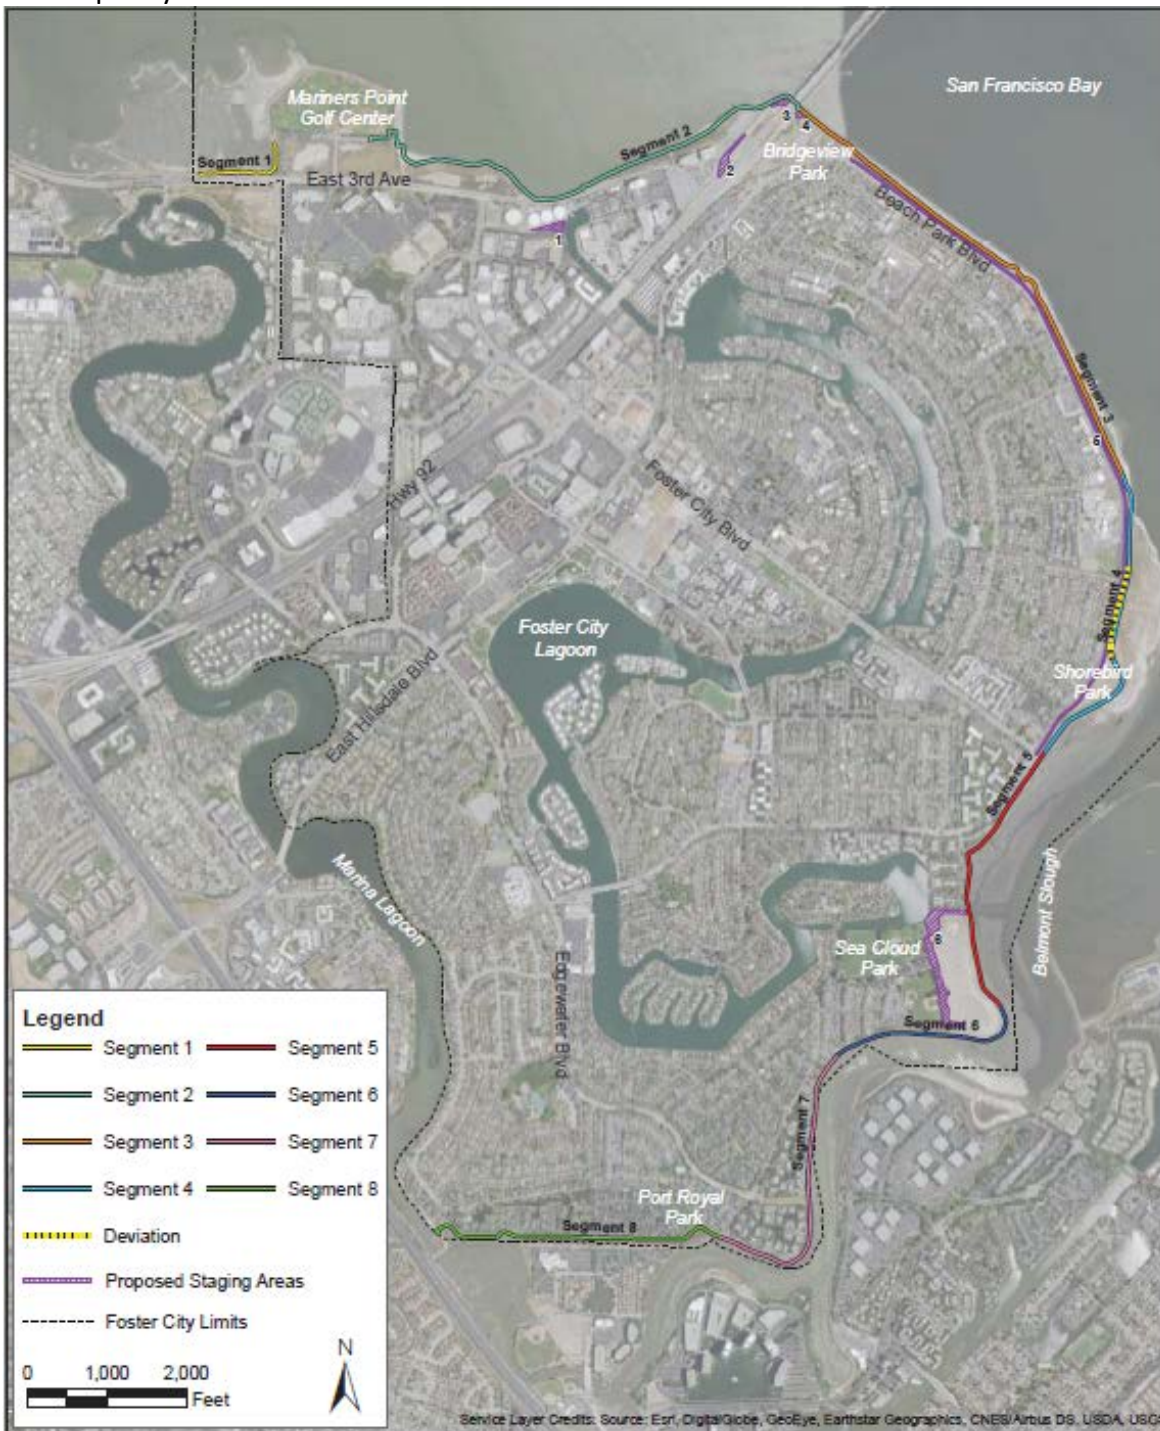 San Francisco Bay
Mariners Point
Golf Center
3
4
Segment 2
Segment 1
Bridgeview
Park
2
East 3rd Ave
Beach Park Blvd
1
Segment 3
5
Hwy 92
Foster City Blvd
Segment 4
Foster City
Lagoon
East Hillsdale Blvd
Shorebird
Park
Segment 5
Marina Lagoon
Belmont Slough
Sea Cloud
Park
6
Edgewater Blvd
Segment 6
Segment 7
Port Royal
Park
Segment 8
Legend
Segment 1
Segment 5
Segment 2
Segment 6
Segment 3
Segment 7
Segment 4
Segment 8
Deviation
Proposed Staging Areas
Foster City Limits
N
0 1,000 2,000
Feet
Service Layer Credits: Source: Esri, DigitalGlobe, GeoEye, Earthstar Geographics, CNES/Airbus DS, USDA, USGS